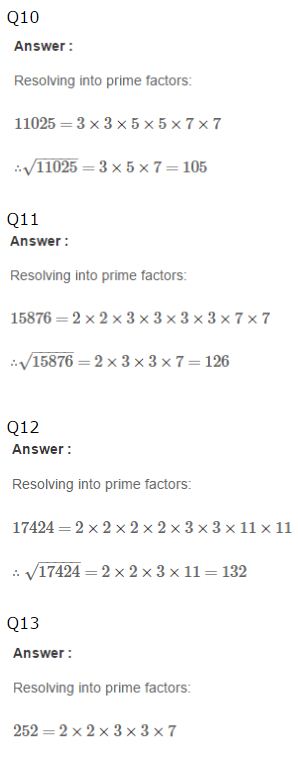 Q10
Answer :
Resolving into prime factors:
11025 = 3 × 3 × 5 × 5 × 7 × 7
∴√11025 = 3 × 5 × 7 = 105
Q11
Answer :
Resolving into prime factors:
15876 = 2 × 2 × 3 × 3 × 3 × 3 × 7 × 7
∴√15876 = 2 × 3 × 3 × 7 = 126
Q12
Answer :
Resolving into prime factors:
17424 = 2 × 2 × 2 × 2 × 3 × 3 × 11 × 11
∴ √17424 = 2 × 2 × 3 × 11 = 132
Q13
Answer :
Resolving into prime factors:
252 = 2 × 2 × 3 × 3 × 7